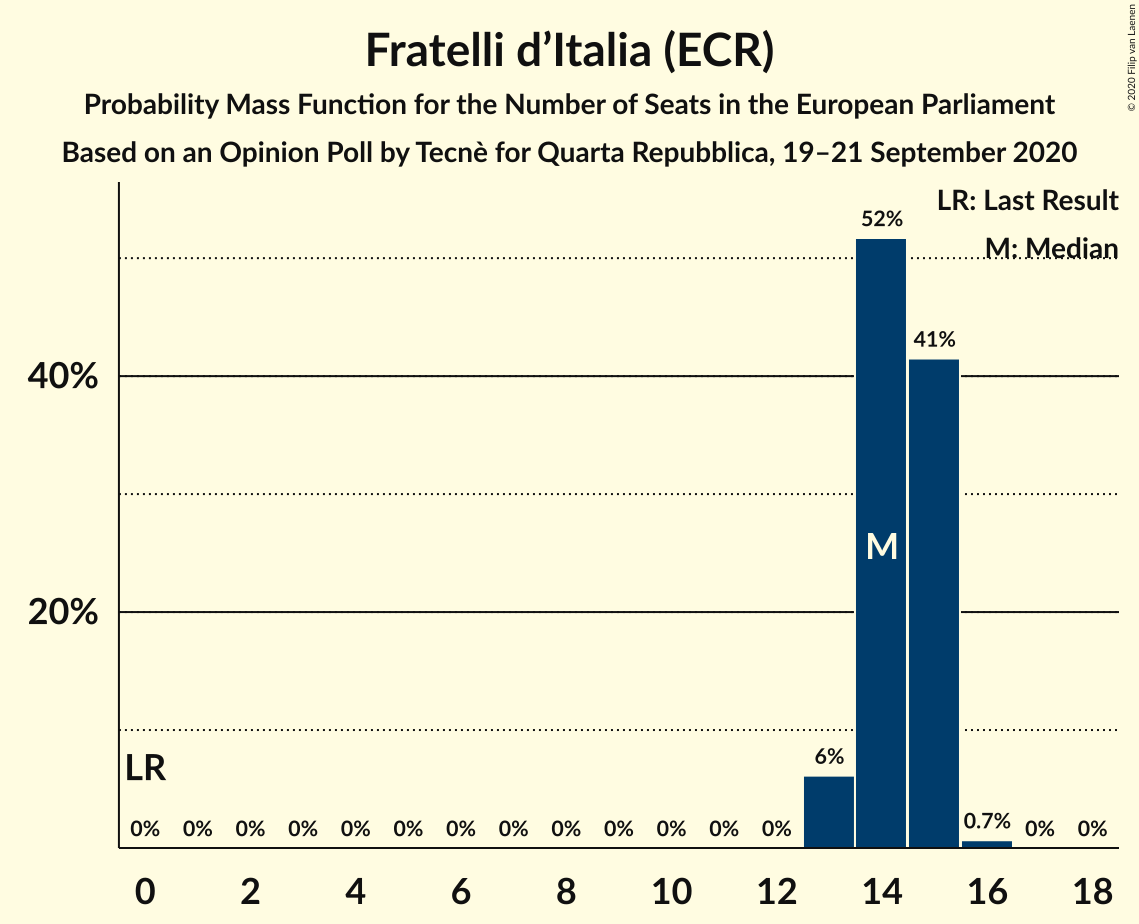 Fratelli d’Italia (ECR)
Probability Mass Function for the Number of Seats in the European Parliament
Based on an Opinion Poll by Tecnè for Quarta Repubblica, 19–21 September 2020
© 2020 Filip van Laenen
LR: Last Result
M: Median
52%
41%
40%
M
20%
LR
6%
0% 0% 0% 0% 0% 0% 0% 0% 0% 0% 0% 0% 0% 0.7% 0% 0%
0 2 4 6 8 10 12 14 16 18